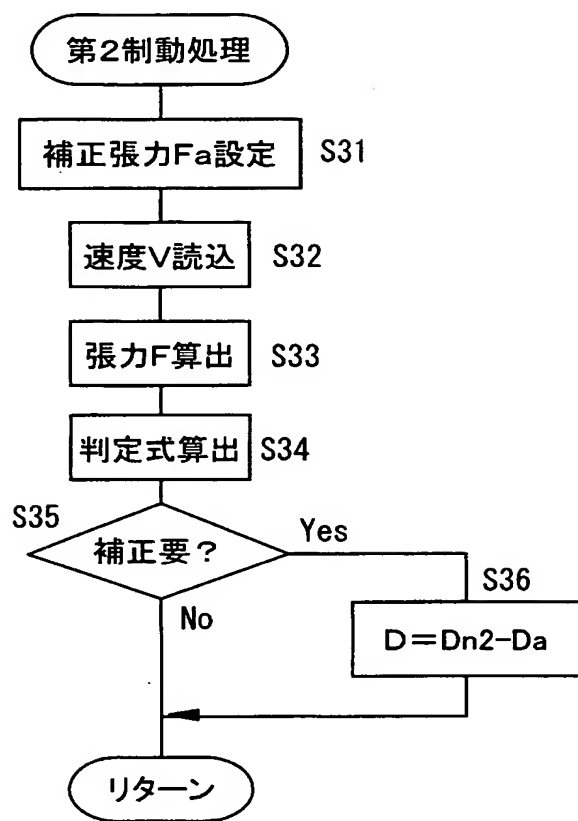 第2制動処理
補正張力Fa設定
S31
速度V読込
S32
張力F算出
S33
判定式算出
S34
S35
補正要?
Yes
No
S36
D=Dn2-Da
リターン